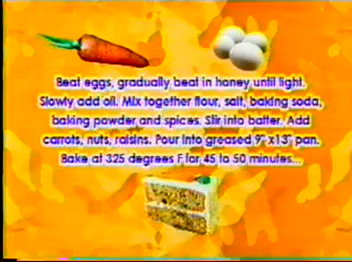 Beat eggs, gradually beat in honey until light.
Slowly add oil. Mix together flour, salt, baking soda,
baking powder and spices. Stir into batter. Add
carrots, nuts, raisins. Pour into greased 9"x13" pan.
Bake at 325 degrees F for 45 to 50 minutes...